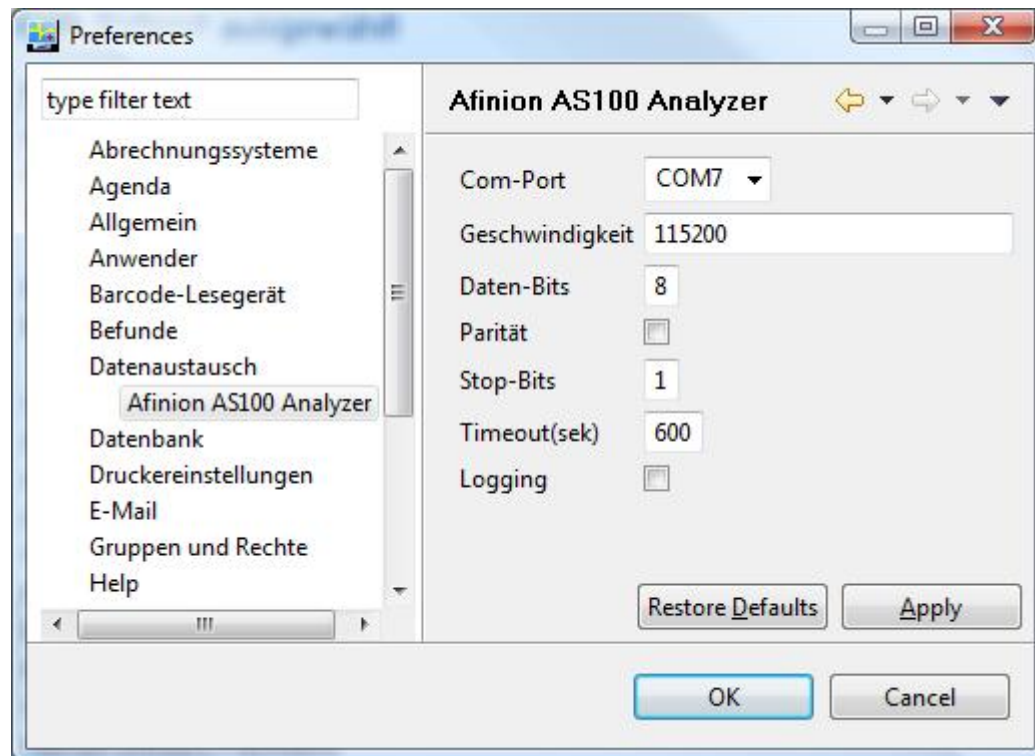 Preferences
type filter text
Abrechnungssysteme
Agenda
Allgemein
Anwender
Barcode-Lesegerät
Befunde
Datenaustausch
Afinion AS100 Analyzer
Datenbank
Druckereinstellungen
E-Mail
Gruppen und Rechte
Help
Afinion AS100 Analyzer
Com-Port COM7
Geschwindigkeit 115200
Daten-Bits 8
Parität
Stop-Bits 1
Timeout(sek) 600
Logging
Restore Defaults Apply
OK Cancel